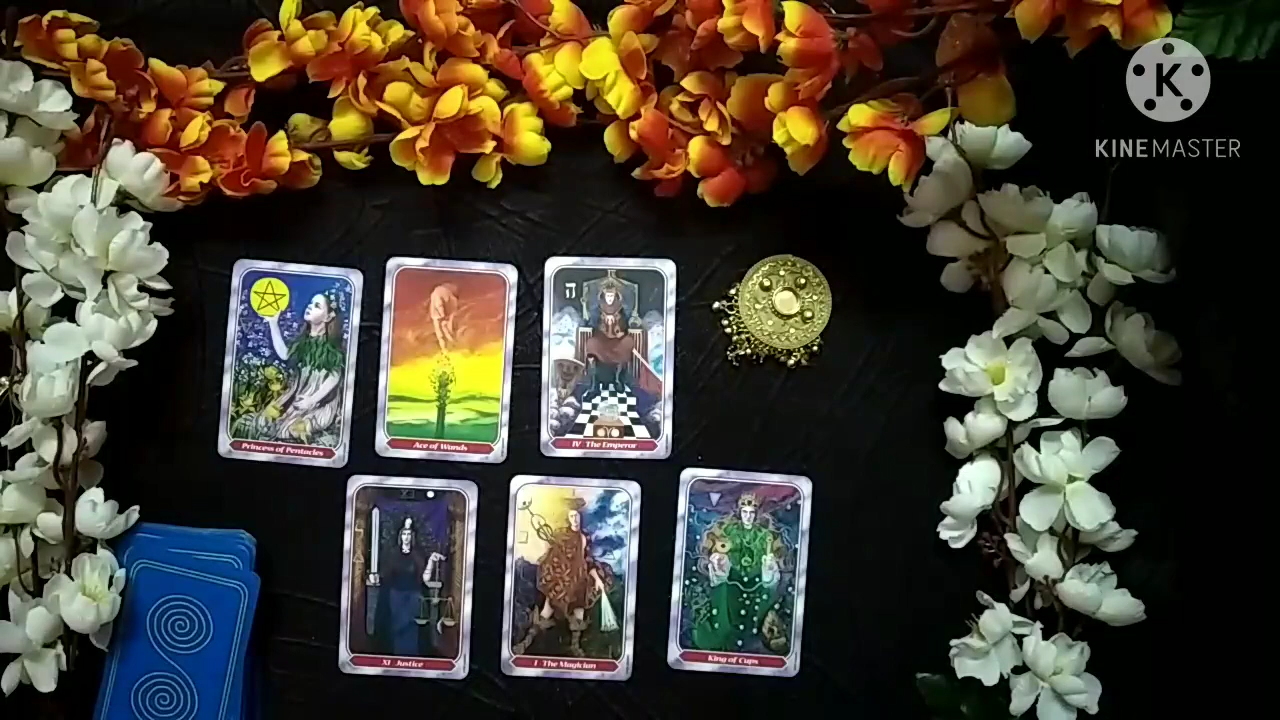 K
KINEMASTER
Princess of Pentacles
Ace of Wands
IV The Emperor
XI Justice
I The Magician
King of Cups